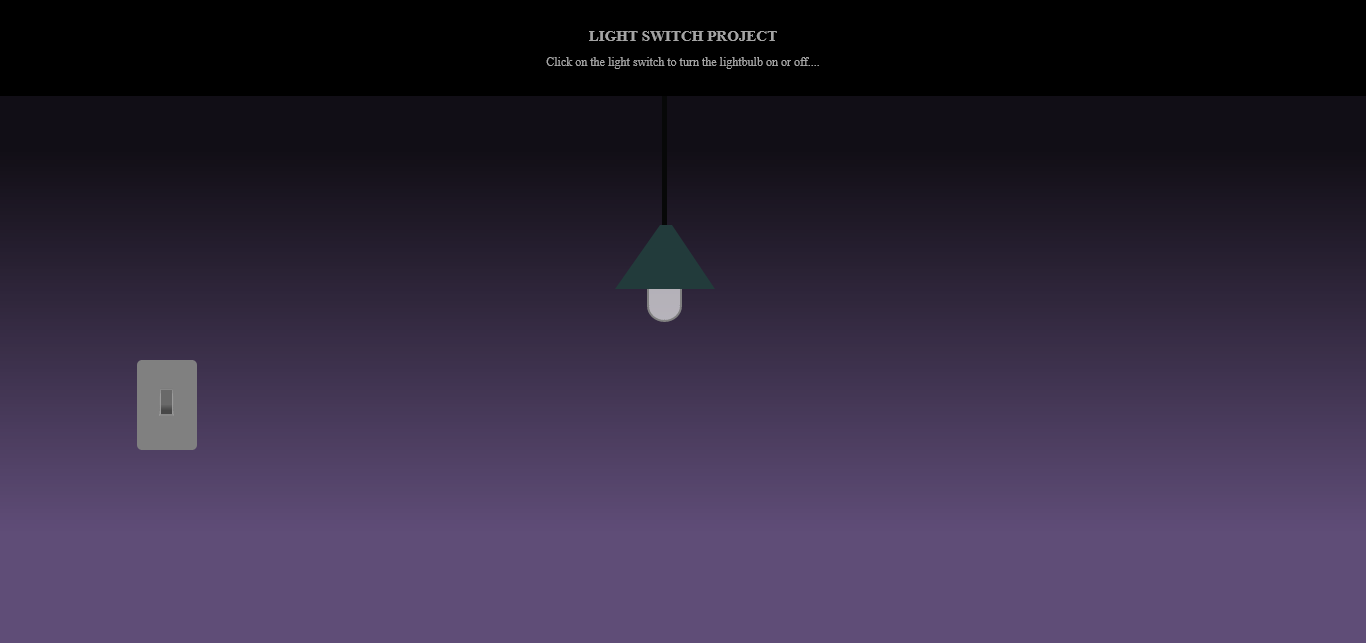 LIGHT SWITCH PROJECT
Click on the light switch to turn the lightbulb on or off....